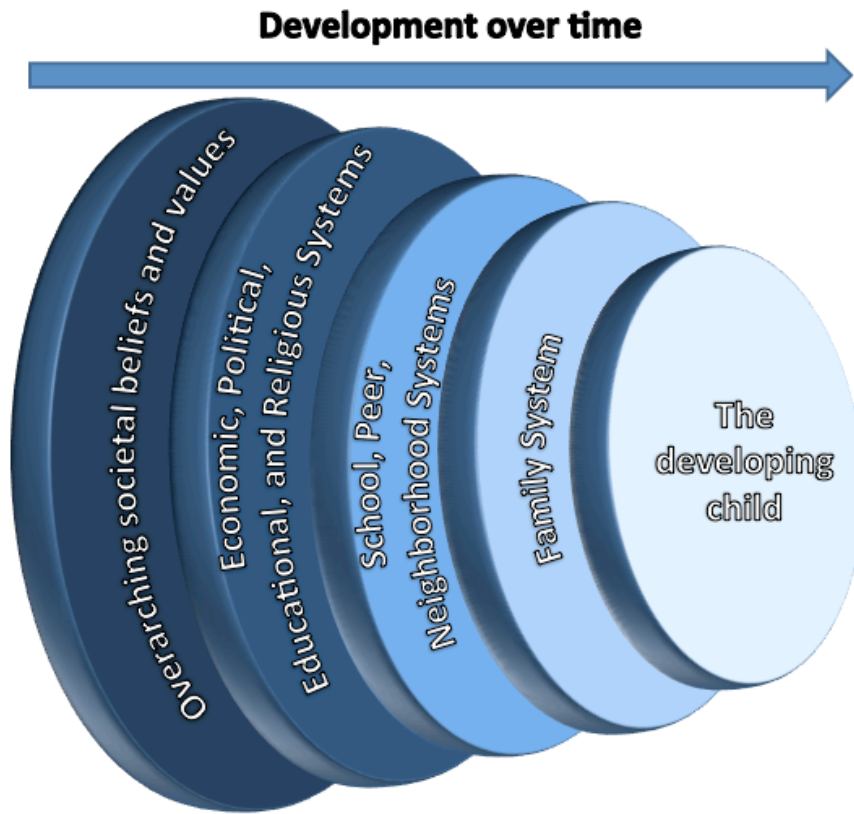 Development over time
Overarching societal beliefs and values
Economic, Political,
Educational, and Religious Systems
School, Peer,
Neighborhood Systems
Family System
The
developing
child